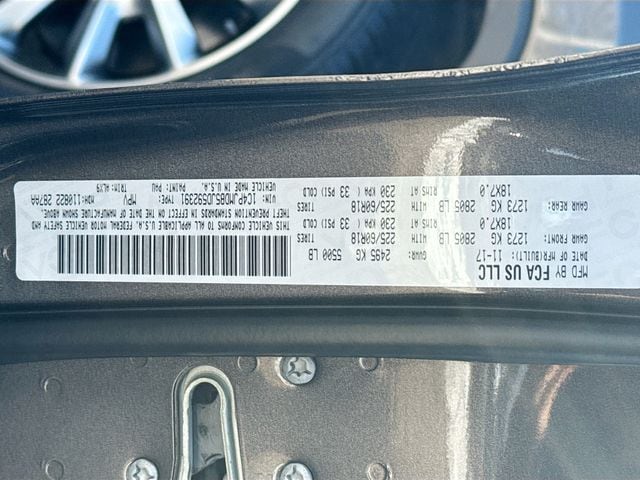 MFD BY FCA US LLC
DATE OF MFR(BUILT): 11-17 GVWR: 2495 KG 5500 LB
GAWR FRONT: 1273 KG 2805 LB TIRES
18X7.0 RIMS AT 225/60R18 230 KPA 33 PSI COLD
GAWR REAR: 1273 KG 2805 LB TIRES
18X7.0 RIMS AT 225/60R18 230 KPA 33 PSI COLD
THIS VEHICLE CONFORMS TO ALL APPLICABLE U.S.A. FEDERAL MOTOR VEHICLE SAFETY AND
THEFT PREVENTION STANDARDS IN EFFECT ON THE DATE OF MANUFACTURE SHOWN ABOVE.
VIN: 1C4PJMDB5JD592391 TYPE: MPV MDH:110822 287AA
VEHICLE MADE IN U.S.A. PAINT: PAU TRIM:ALX9